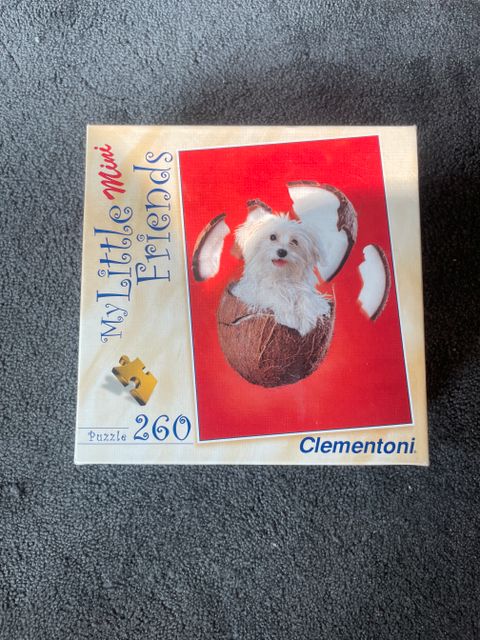 My Little
Mini
Friends
Puzzle 260
Clementoni